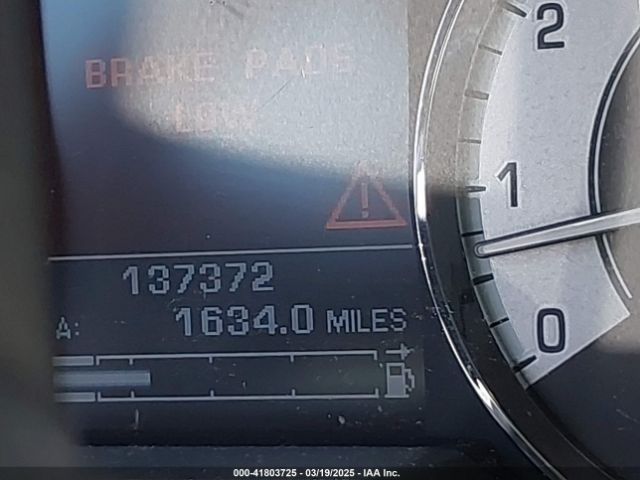 BRAKE PADS
LOW
137372
A: 1634.0 MILES
2
1
0
000-41803725 - 03/19/2025 - IAA Inc.